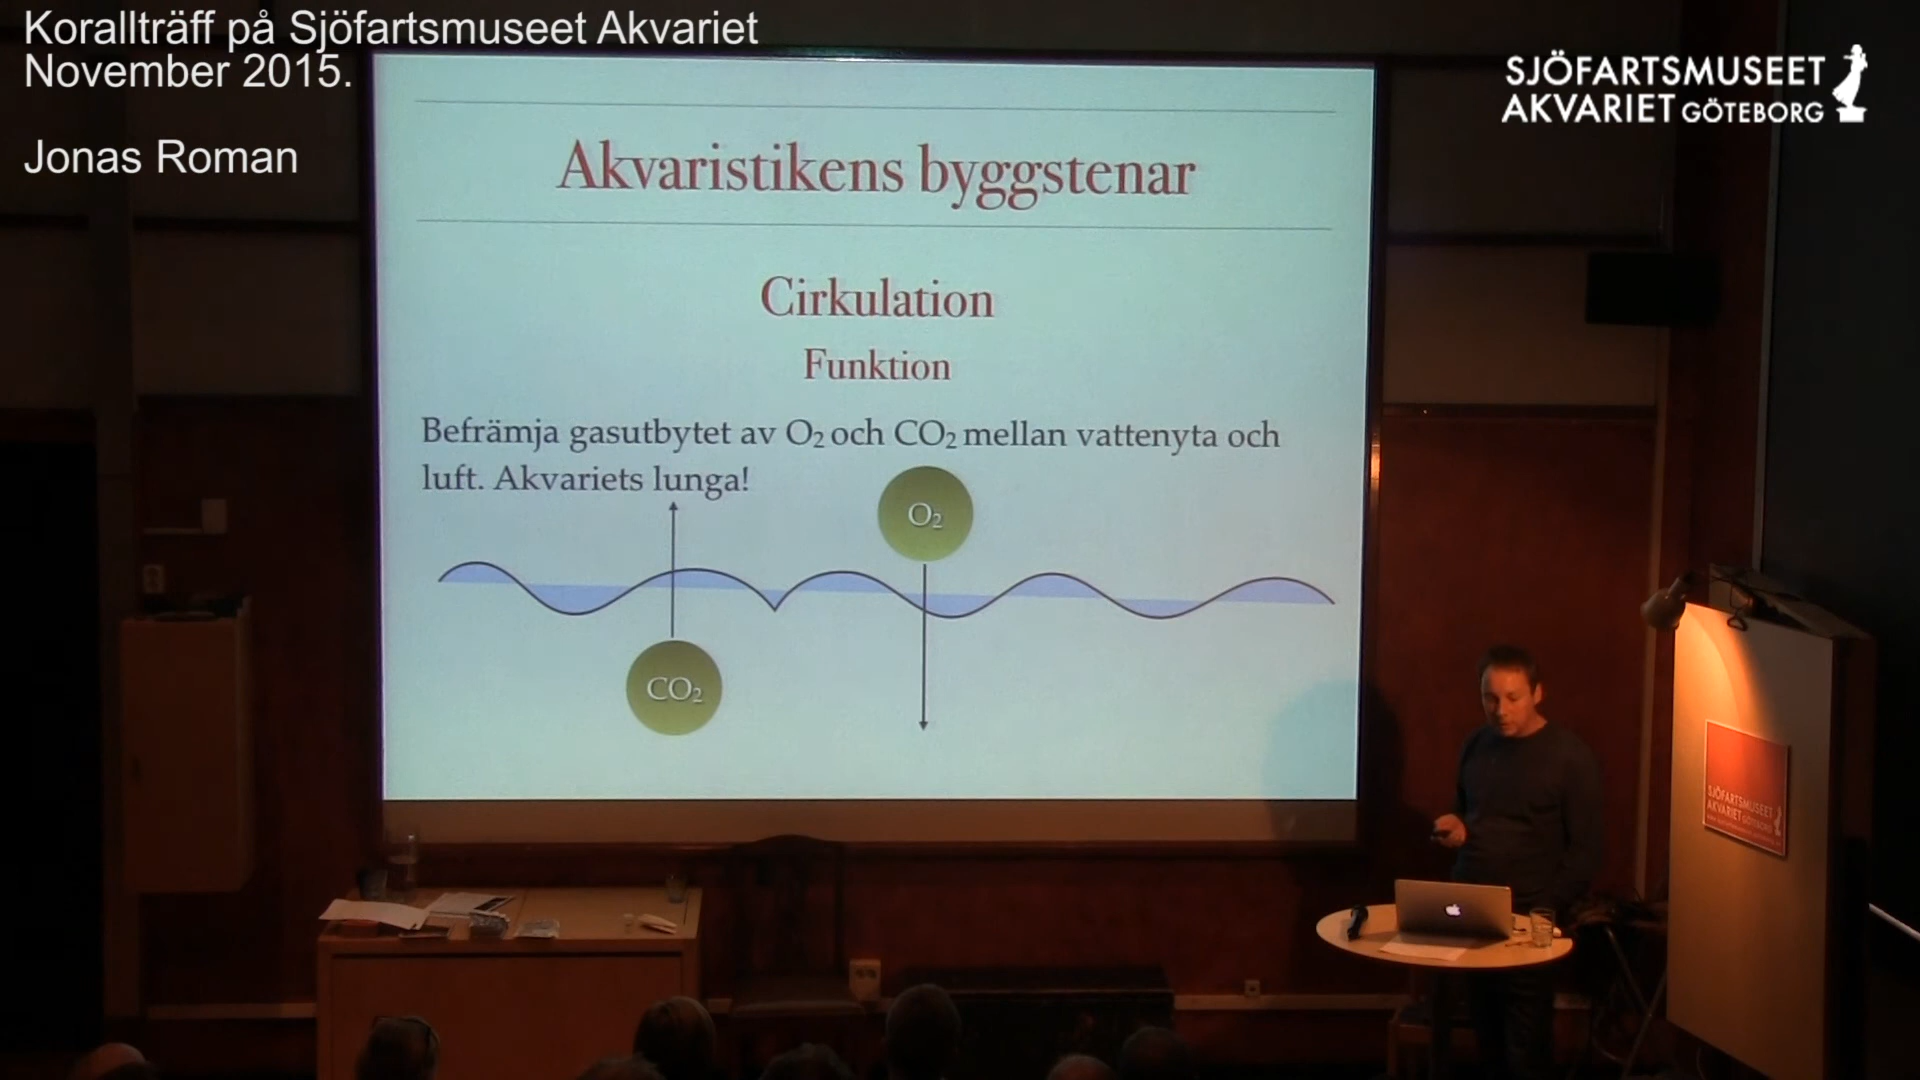 Korallträff på Sjöfartsmuseet Akvariet
November 2015.
Jonas Roman
SJÖFARTSMUSEET
AKVARIET GÖTEBORG
Akvaristikens byggstenar
Cirkulation
Funktion
Befrämja gasutbytet av O₂ och CO₂ mellan vattenyta och
luft. Akvariets lunga!
O₂
CO₂
SJÖFARTSMUSEET
AKVARIET GÖTEBORG